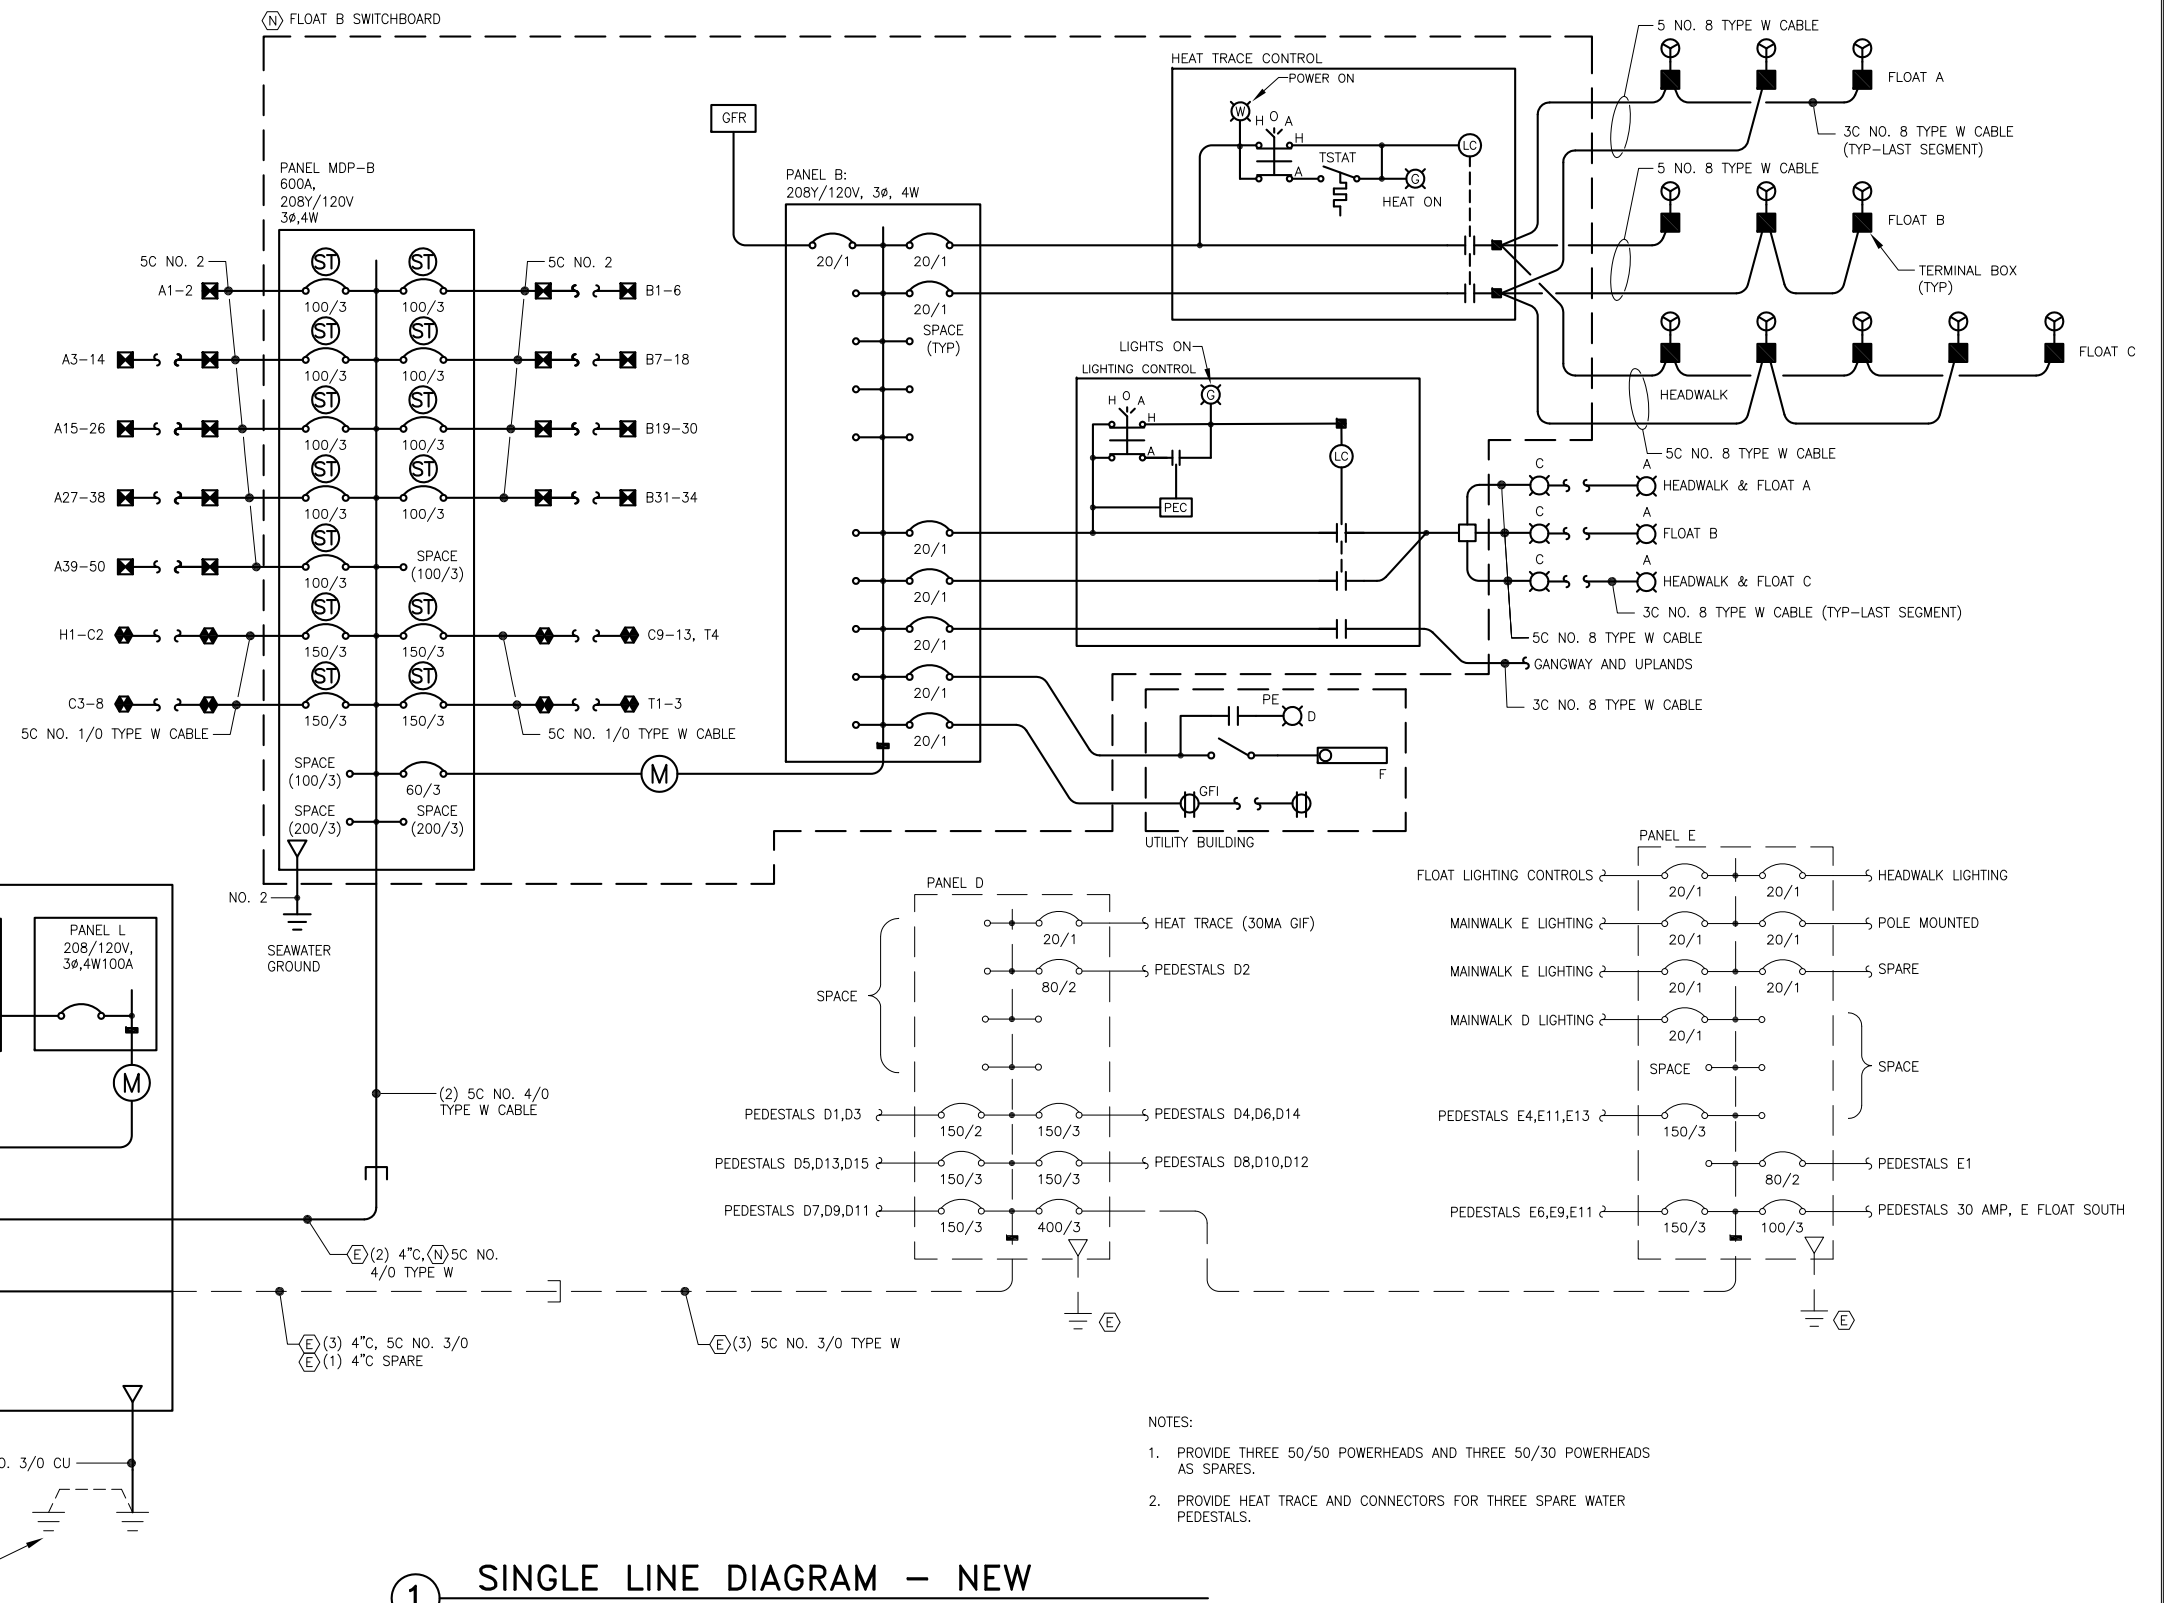 N FLOAT B SWITCHBOARD
PANEL MDP-B
600A,
208Y/120V
3ø,4W
5C NO. 2
5C NO. 2
ST
ST
A1-2
100/3
100/3
B1-6
ST
ST
A3-14
100/3
100/3
B7-18
ST
ST
A15-26
100/3
100/3
B19-30
ST
ST
A27-38
100/3
100/3
B31-34
ST
A39-50
100/3
SPACE
(100/3)
ST
ST
H1-C2
150/3
150/3
C9-13, T4
ST
ST
C3-8
150/3
150/3
T1-3
5C NO. 1/0 TYPE W CABLE
5C NO. 1/0 TYPE W CABLE
SPACE
(100/3)
60/3
M
SPACE
(200/3)
SPACE
(200/3)
NO. 2
SEAWATER
GROUND
GFR
PANEL B:
208Y/120V, 3ø, 4W
20/1
20/1
20/1
SPACE
(TYP)
20/1
20/1
20/1
20/1
20/1
HEAT TRACE CONTROL
POWER ON
W
H O A
H
A
TSTAT
LC
G
HEAT ON
LIGHTS ON
LIGHTING CONTROL
G
H O A
H
A
LC
PEC
5 NO. 8 TYPE W CABLE
FLOAT A
3C NO. 8 TYPE W CABLE
(TYP-LAST SEGMENT)
5 NO. 8 TYPE W CABLE
FLOAT B
TERMINAL BOX
(TYP)
FLOAT C
HEADWALK
5C NO. 8 TYPE W CABLE
C
A
HEADWALK & FLOAT A
C
A
FLOAT B
C
A
HEADWALK & FLOAT C
3C NO. 8 TYPE W CABLE (TYP-LAST SEGMENT)
5C NO. 8 TYPE W CABLE
GANGWAY AND UPLANDS
3C NO. 8 TYPE W CABLE
PE
D
F
GFI
UTILITY BUILDING
PANEL L
208/120V,
3ø,4W100A
M
(2) 5C NO. 4/0
TYPE W CABLE
E (2) 4"C, N 5C NO.
4/0 TYPE W
E (3) 4"C, 5C NO. 3/0
E (1) 4"C SPARE
E (3) 5C NO. 3/0 TYPE W
O. 3/0 CU
PANEL D
20/1
HEAT TRACE (30MA GIF)
80/2
PEDESTALS D2
SPACE
PEDESTALS D1,D3
150/2
150/3
PEDESTALS D4,D6,D14
PEDESTALS D5,D13,D15
150/3
150/3
PEDESTALS D8,D10,D12
PEDESTALS D7,D9,D11
150/3
400/3
E
PANEL E
FLOAT LIGHTING CONTROLS
20/1
20/1
HEADWALK LIGHTING
MAINWALK E LIGHTING
20/1
20/1
POLE MOUNTED
MAINWALK E LIGHTING
20/1
20/1
SPARE
MAINWALK D LIGHTING
20/1
SPACE
SPACE
PEDESTALS E4,E11,E13
150/3
80/2
PEDESTALS E1
PEDESTALS E6,E9,E11
150/3
100/3
PEDESTALS 30 AMP, E FLOAT SOUTH
E
NOTES:
1. PROVIDE THREE 50/50 POWERHEADS AND THREE 50/30 POWERHEADS
AS SPARES.
2. PROVIDE HEAT TRACE AND CONNECTORS FOR THREE SPARE WATER
PEDESTALS.
1 SINGLE LINE DIAGRAM - NEW